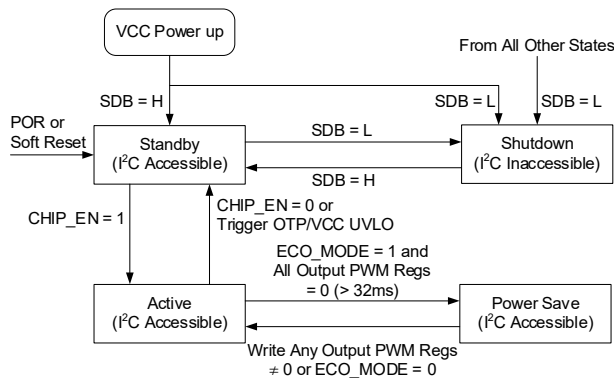 VCC Power up
From All Other States
SDB = H
SDB = L
SDB = L
POR or
Soft Reset
Standby
(I²C Accessible)
SDB = L
Shutdown
(I²C Inaccessible)
SDB = H
CHIP_EN = 1
CHIP_EN = 0 or
Trigger OTP/VCC UVLO
ECO_MODE = 1 and
All Output PWM Regs
= 0 (> 32ms)
Active
(I²C Accessible)
Power Save
(I²C Accessible)
Write Any Output PWM Regs
≠ 0 or ECO_MODE = 0